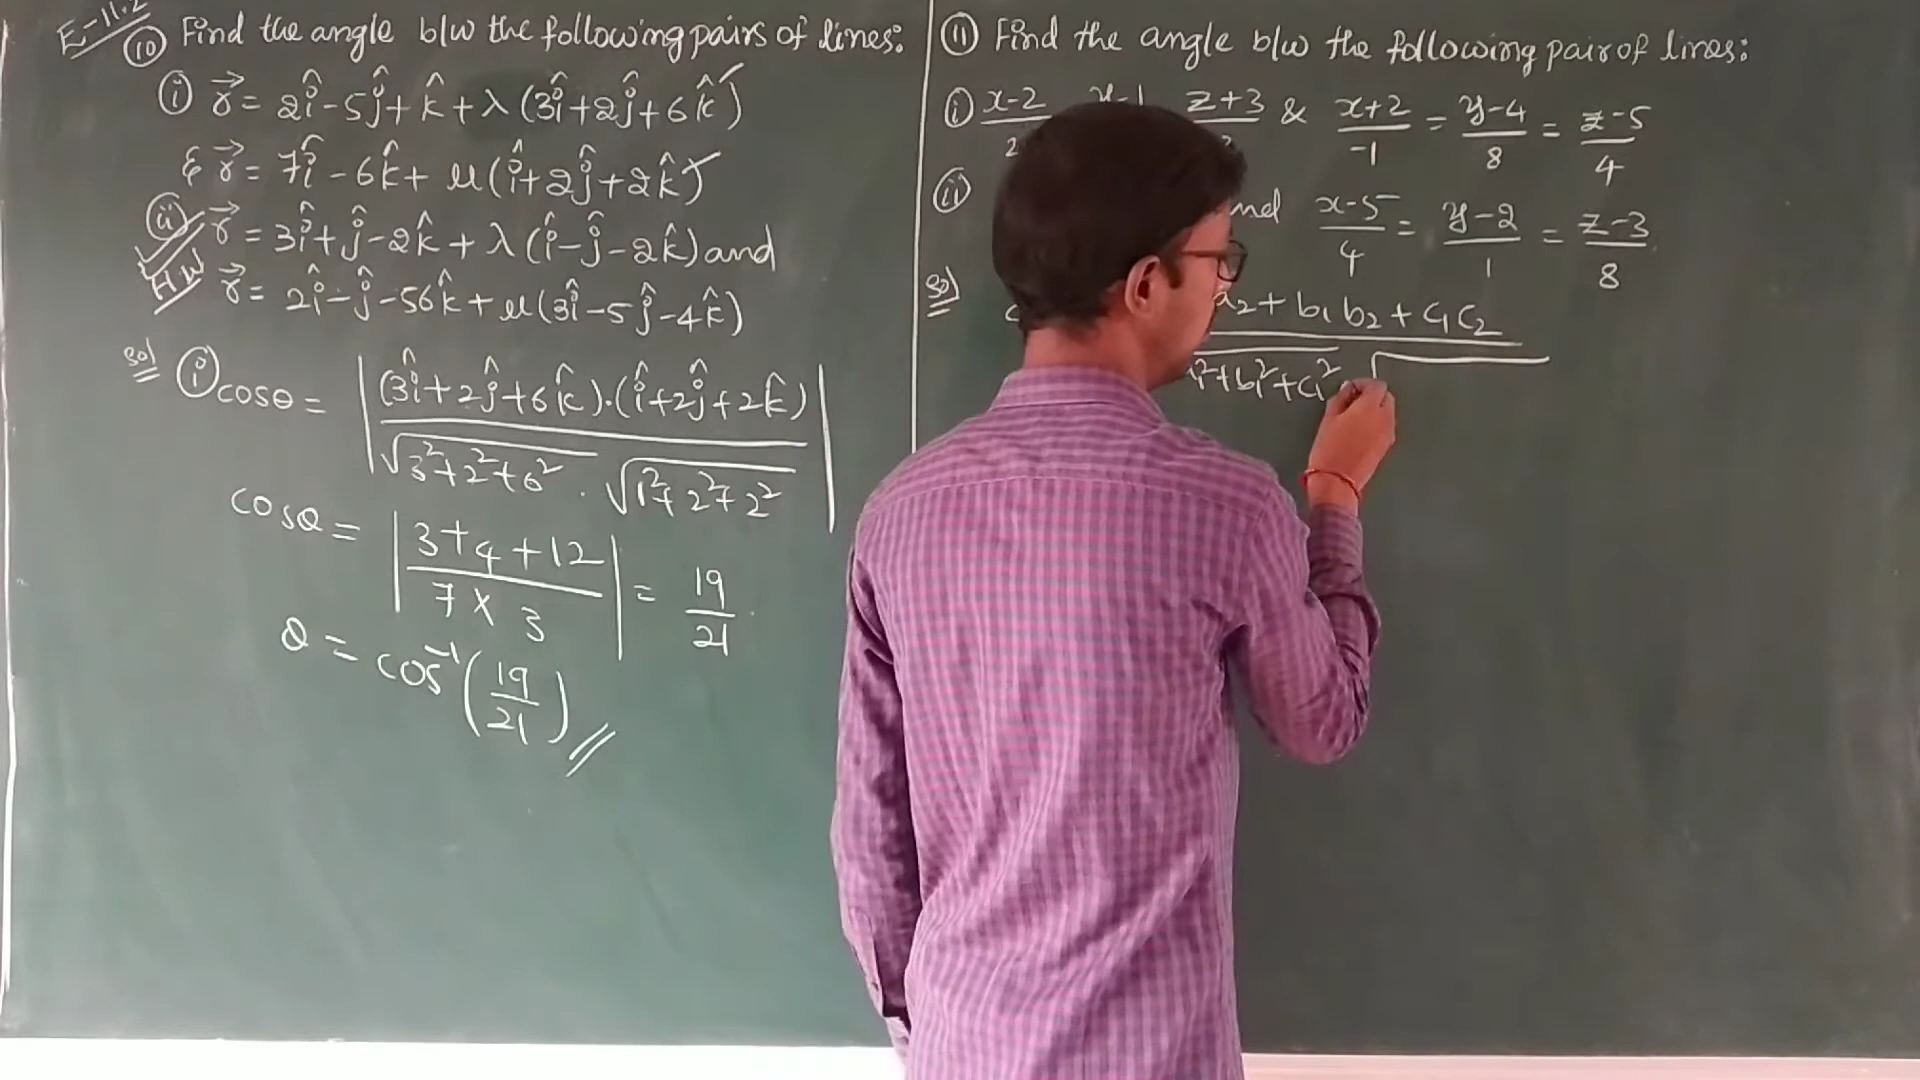 E-11.2
⑩ Find the angle b/w the following pairs of lines:
ⓘ r⃗ = 2î - 5ĵ + k̂ + λ (3î + 2ĵ + 6k̂)
& r⃗ = 7î - 6k̂ + μ(î + 2ĵ + 2k̂)
(ii) r⃗ = 3î + ĵ - 2k̂ + λ (î - ĵ - 2k̂) and
HW r⃗ = 2î - ĵ - 56k̂ + μ(3î - 5ĵ - 4k̂)
Sol ⓘ cosθ = | (3î + 2ĵ + 6k̂).(î + 2ĵ + 2k̂) / √3²+2²+6² . √1²+2²+2² |
cosθ = | 3+4+12 / 7 × 3 | = 19/21
θ = cos⁻¹(19/21)
⑪ Find the angle b/w the following pair of lines:
ⓘ x-2/2 y-1 z+3 & x+2/-1 = y-4/8 = z-5/4
(ii) and x-5/4 = y-2/1 = z-3/8
Sol a₂ + b₁b₂ + c₁c₂ / ² + b₁² + c₁² √